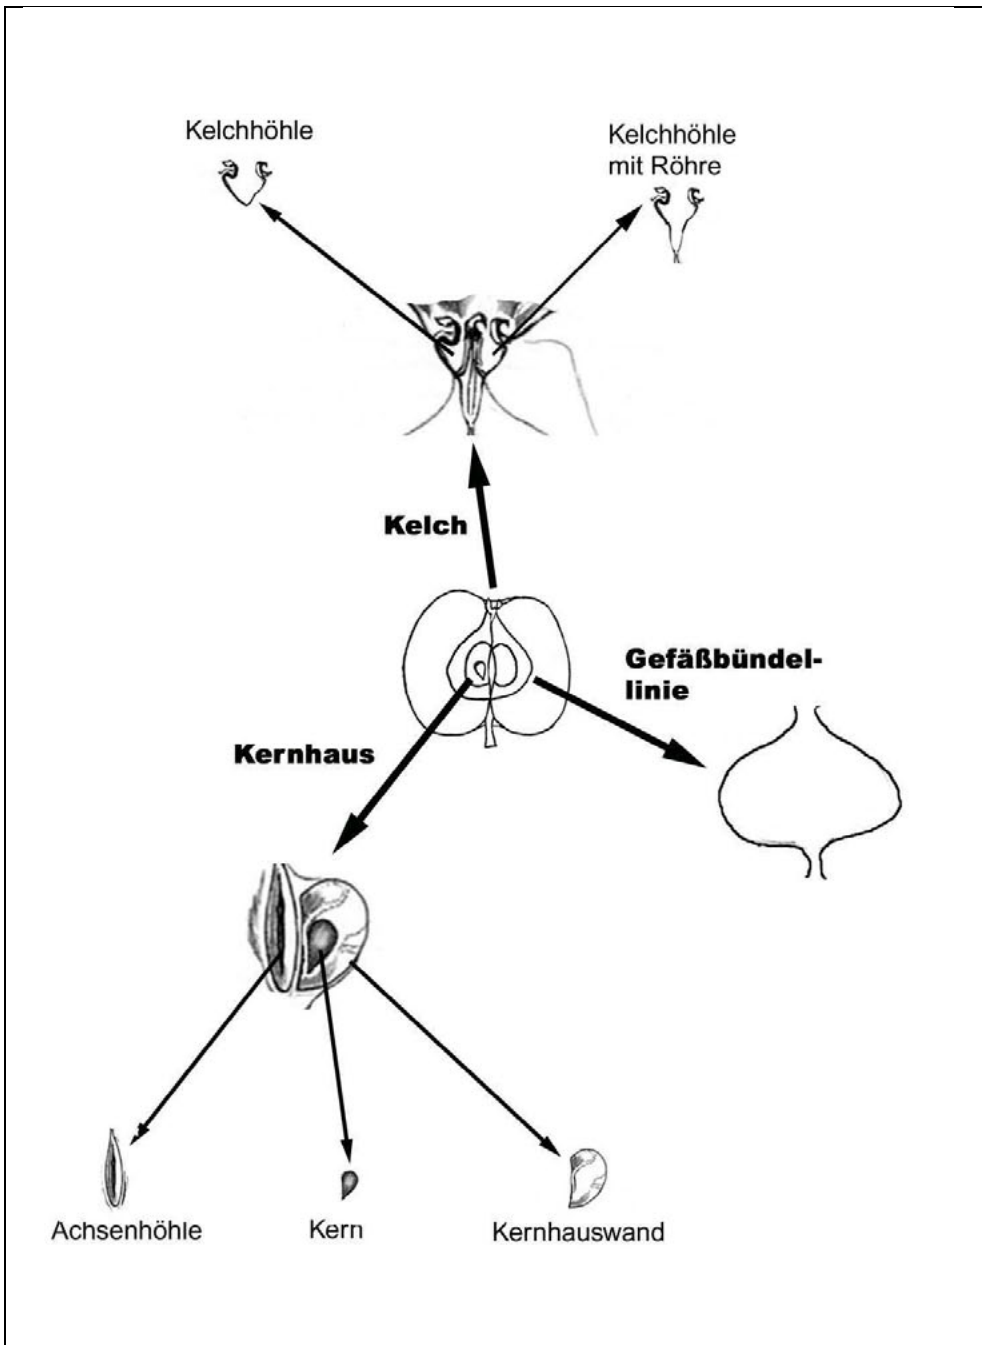 Kelchhöhle
Kelchhöhle
mit Röhre
Kelch
Gefäßbündel-
linie
Kernhaus
Achsenhöhle
Kern
Kernhauswand